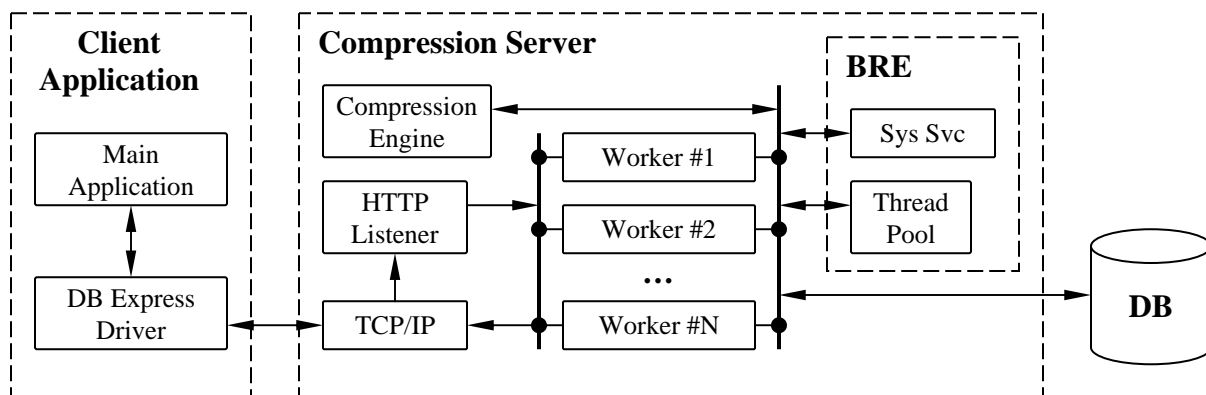 Client
Application
Main
Application
DB Express
Driver
Compression Server
Compression
Engine
HTTP
Listener
TCP/IP
Worker #1
Worker #2
...
Worker #N
BRE
Sys Svc
Thread
Pool
DB